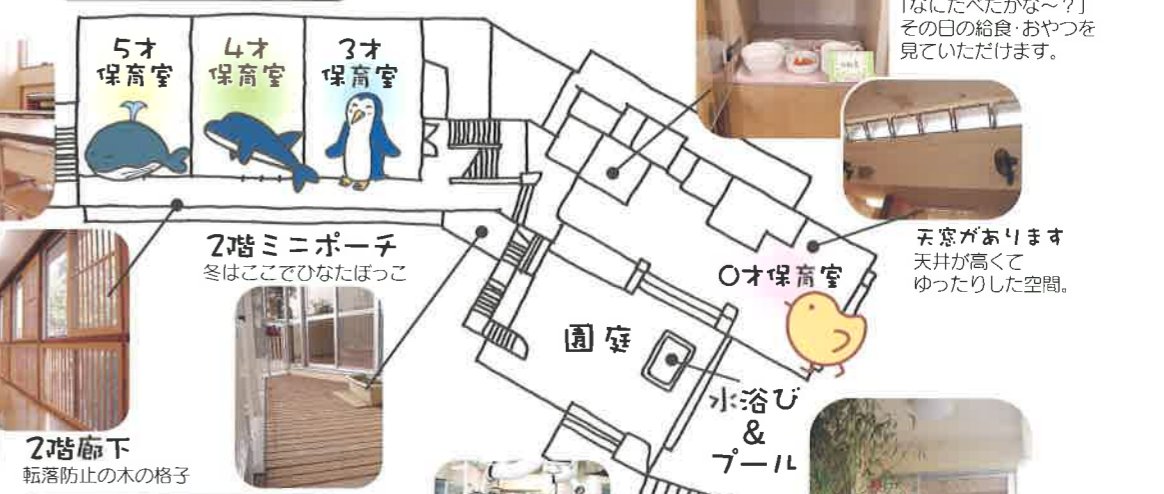 「なにたべたかな～？」
その日の給食・おやつを
見ていただけます。
5才
保育室
4才
保育室
3才
保育室
天窓があります
天井が高くて
ゆったりした空間。
2階ミニポーチ
冬はここでひなたぼっこ
0才保育室
園庭
水浴び
&
プール
2階廊下
転落防止の木の格子